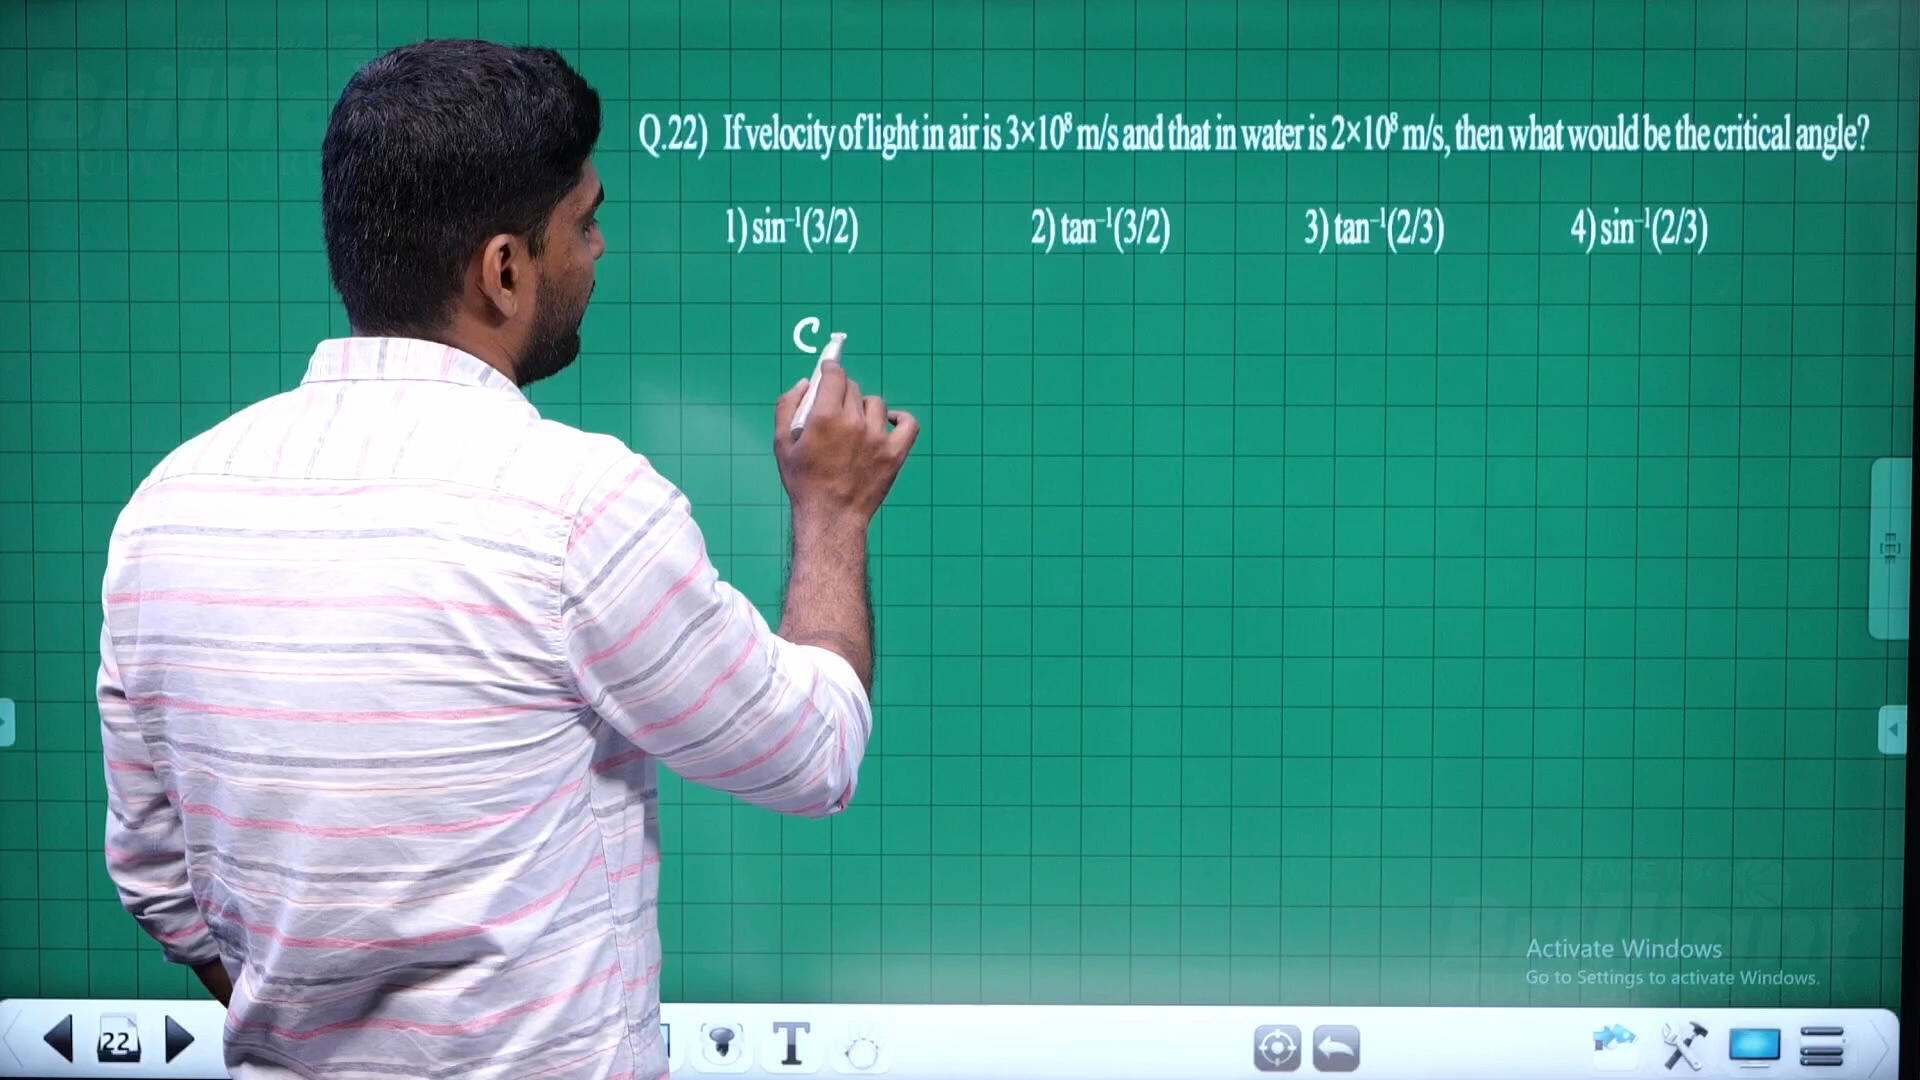 Q.22) If velocity of light in air is 3×10⁸ m/s and that in water is 2×10⁸ m/s, then what would be the critical angle?
1) sin⁻¹(3/2) 2) tan⁻¹(3/2) 3) tan⁻¹(2/3) 4) sin⁻¹(2/3)
C
Activate Windows
Go to Settings to activate Windows.
22
T